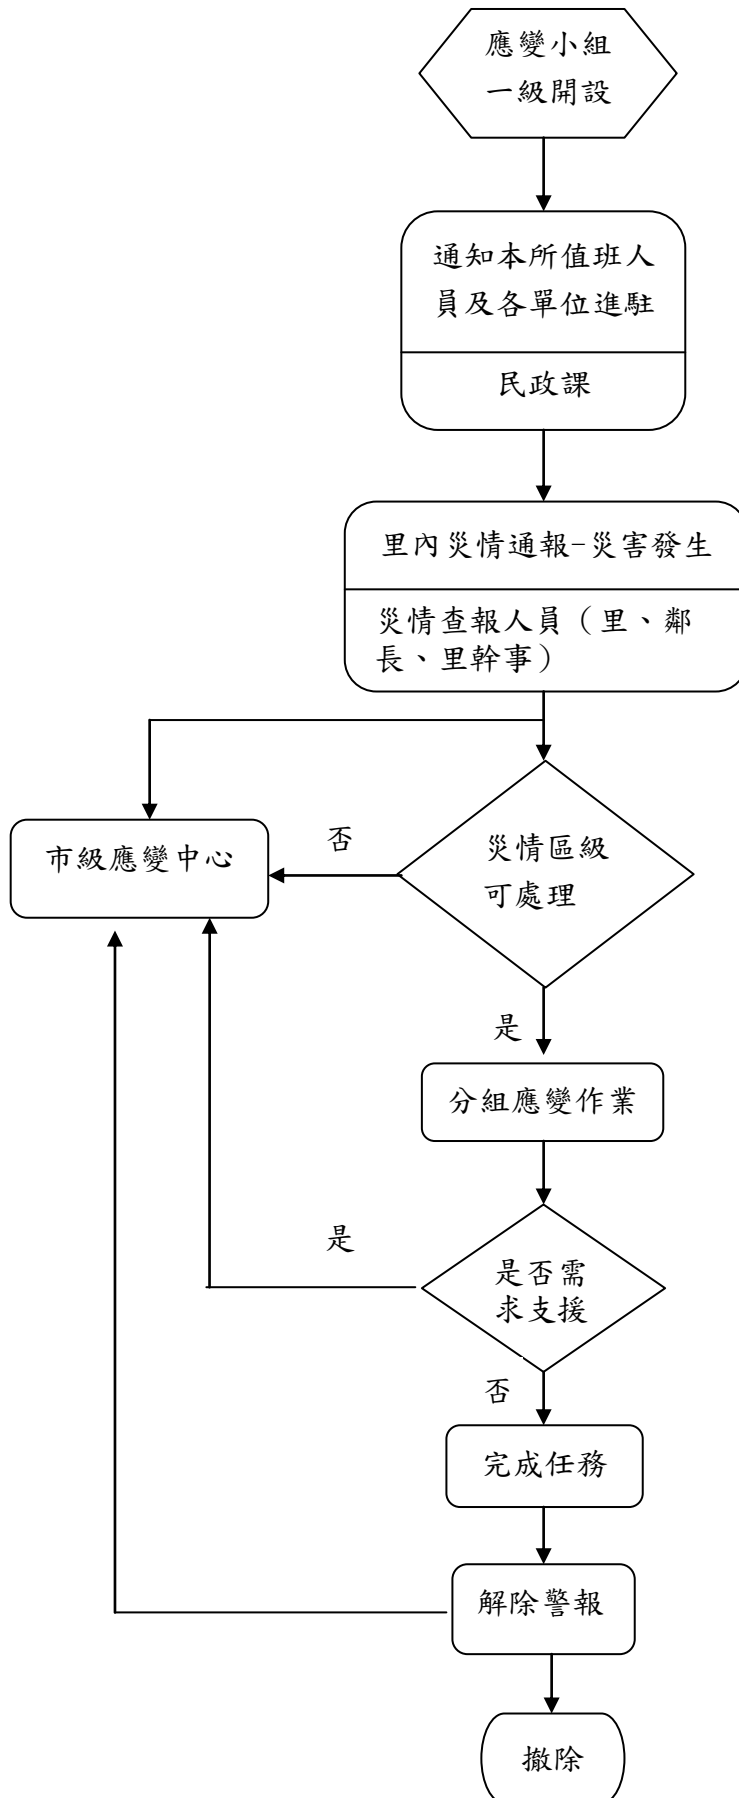 應變小組
一級開設
通知本所值班人
員及各單位進駐
民政課
里內災情通報-災害發生
災情查報人員（里、鄰
長、里幹事）
市級應變中心
否
災情區級
可處理
是
分組應變作業
是
是否需
求支援
否
完成任務
解除警報
撤除